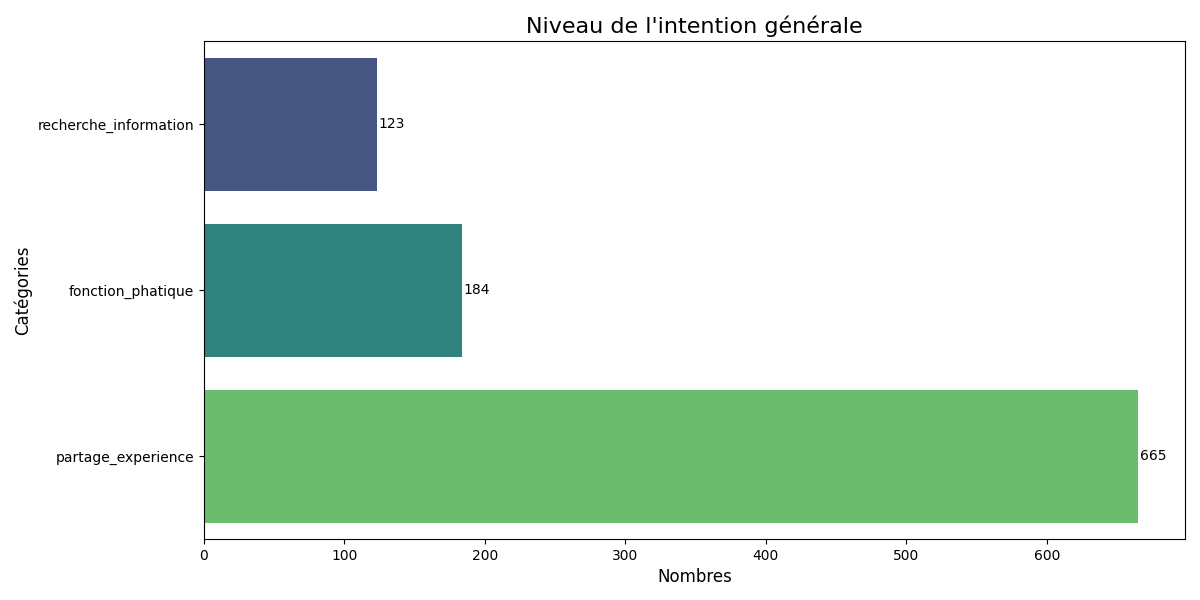 Niveau de l'intention générale
recherche_information
123
fonction_phatique
184
partage_experience
665
Catégories
0 100 200 300 400 500 600
Nombres